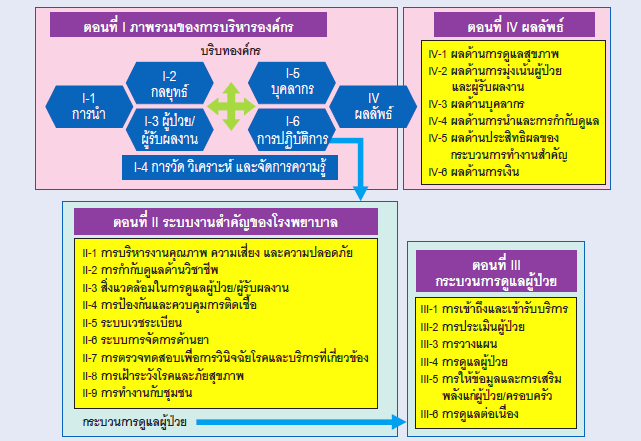 ตอนที่ I ภาพรวมของการบริหารองค์กร
บริบทองค์กร
I-1
การนำ
I-2
กลยุทธ์
I-3 ผู้ป่วย/
ผู้รับผลงาน
I-5
บุคลากร
I-6
การปฏิบัติการ
IV
ผลลัพธ์
I-4 การวัด วิเคราะห์ และจัดการความรู้
ตอนที่ IV ผลลัพธ์
IV-1 ผลด้านการดูแลสุขภาพ
IV-2 ผลด้านการมุ่งเน้นผู้ป่วย
และผู้รับผลงาน
IV-3 ผลด้านบุคลากร
IV-4 ผลด้านการนำและการกำกับดูแล
IV-5 ผลด้านประสิทธิผลของ
กระบวนการทำงานสำคัญ
IV-6 ผลด้านการเงิน
ตอนที่ II ระบบงานสำคัญของโรงพยาบาล
II-1 การบริหารงานคุณภาพ ความเสี่ยง และความปลอดภัย
II-2 การกำกับดูแลด้านวิชาชีพ
II-3 สิ่งแวดล้อมในการดูแลผู้ป่วย/ผู้รับผลงาน
II-4 การป้องกันและควบคุมการติดเชื้อ
II-5 ระบบเวชระเบียน
II-6 ระบบการจัดการด้านยา
II-7 การตรวจทดสอบเพื่อการวินิจฉัยโรคและบริการที่เกี่ยวข้อง
II-8 การเฝ้าระวังโรคและภัยสุขภาพ
II-9 การทำงานกับชุมชน
กระบวนการดูแลผู้ป่วย
ตอนที่ III
กระบวนการดูแลผู้ป่วย
III-1 การเข้าถึงและเข้ารับบริการ
III-2 การประเมินผู้ป่วย
III-3 การวางแผน
III-4 การดูแลผู้ป่วย
III-5 การให้ข้อมูลและการเสริม
พลังแก่ผู้ป่วย/ครอบครัว
III-6 การดูแลต่อเนื่อง